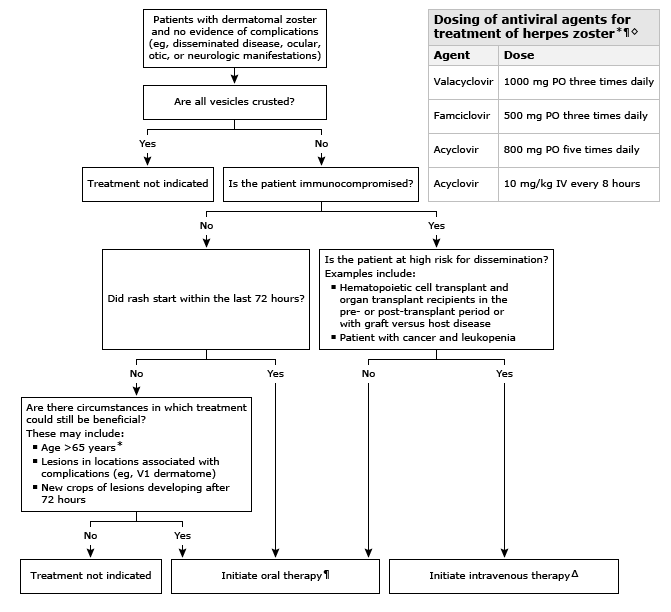 Patients with dermatomal zoster
and no evidence of complications
(eg, disseminated disease, ocular,
otic, or neurologic manifestations)
Dosing of antiviral agents for
treatment of herpes zoster*¶◊
Agent Dose
Valacyclovir 1000 mg PO three times daily
Famciclovir 500 mg PO three times daily
Acyclovir 800 mg PO five times daily
Acyclovir 10 mg/kg IV every 8 hours
Are all vesicles crusted?
Yes No
Treatment not indicated
Is the patient immunocompromised?
No Yes
Did rash start within the last 72 hours?
Is the patient at high risk for dissemination?
Examples include:
▪ Hematopoietic cell transplant and
organ transplant recipients in the
pre- or post-transplant period or
with graft versus host disease
▪ Patient with cancer and leukopenia
No Yes No Yes
Are there circumstances in which treatment
could still be beneficial?
These may include:
▪ Age >65 years*
▪ Lesions in locations associated with
complications (eg, V1 dermatome)
▪ New crops of lesions developing after
72 hours
No Yes
Treatment not indicated
Initiate oral therapy¶
Initiate intravenous therapyΔ